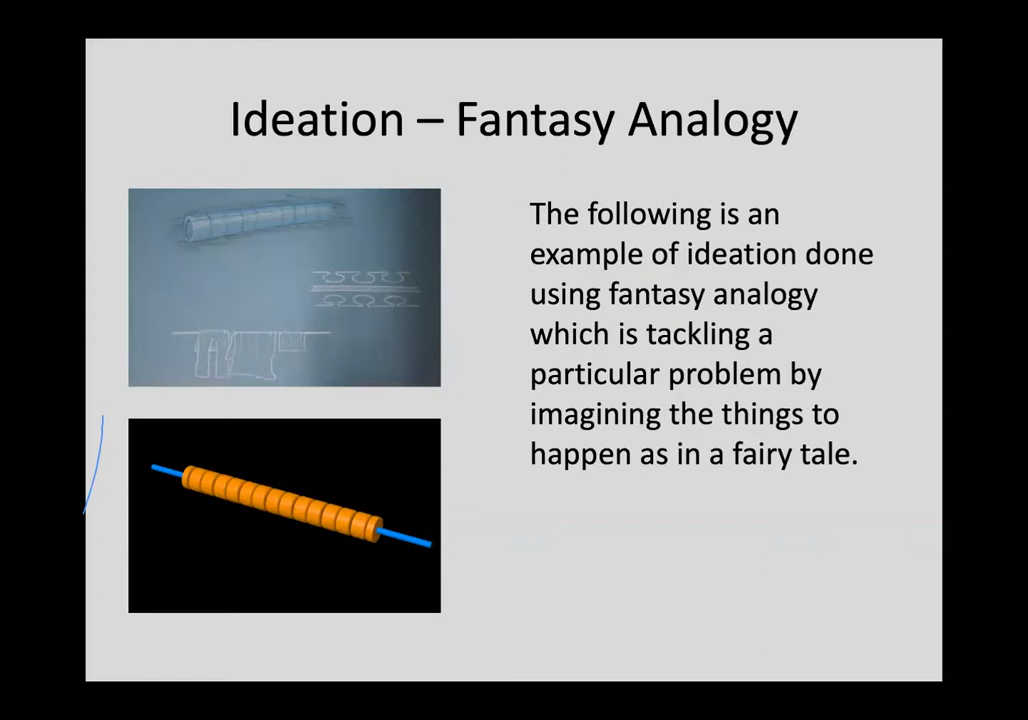 Ideation – Fantasy Analogy
The following is an
example of ideation done
using fantasy analogy
which is tackling a
particular problem by
imagining the things to
happen as in a fairy tale.